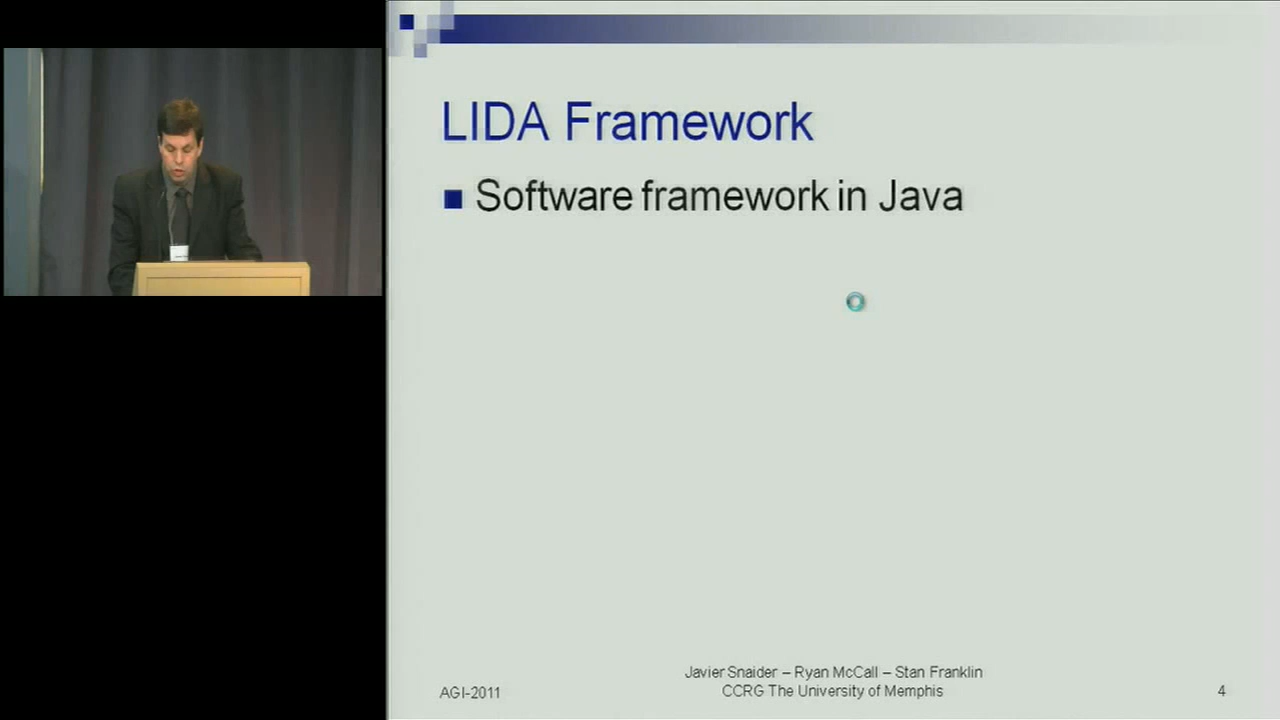 LIDA Framework
Software framework in Java
Javier Snaider – Ryan McCall – Stan Franklin
CCRG The University of Memphis
AGI-2011
4